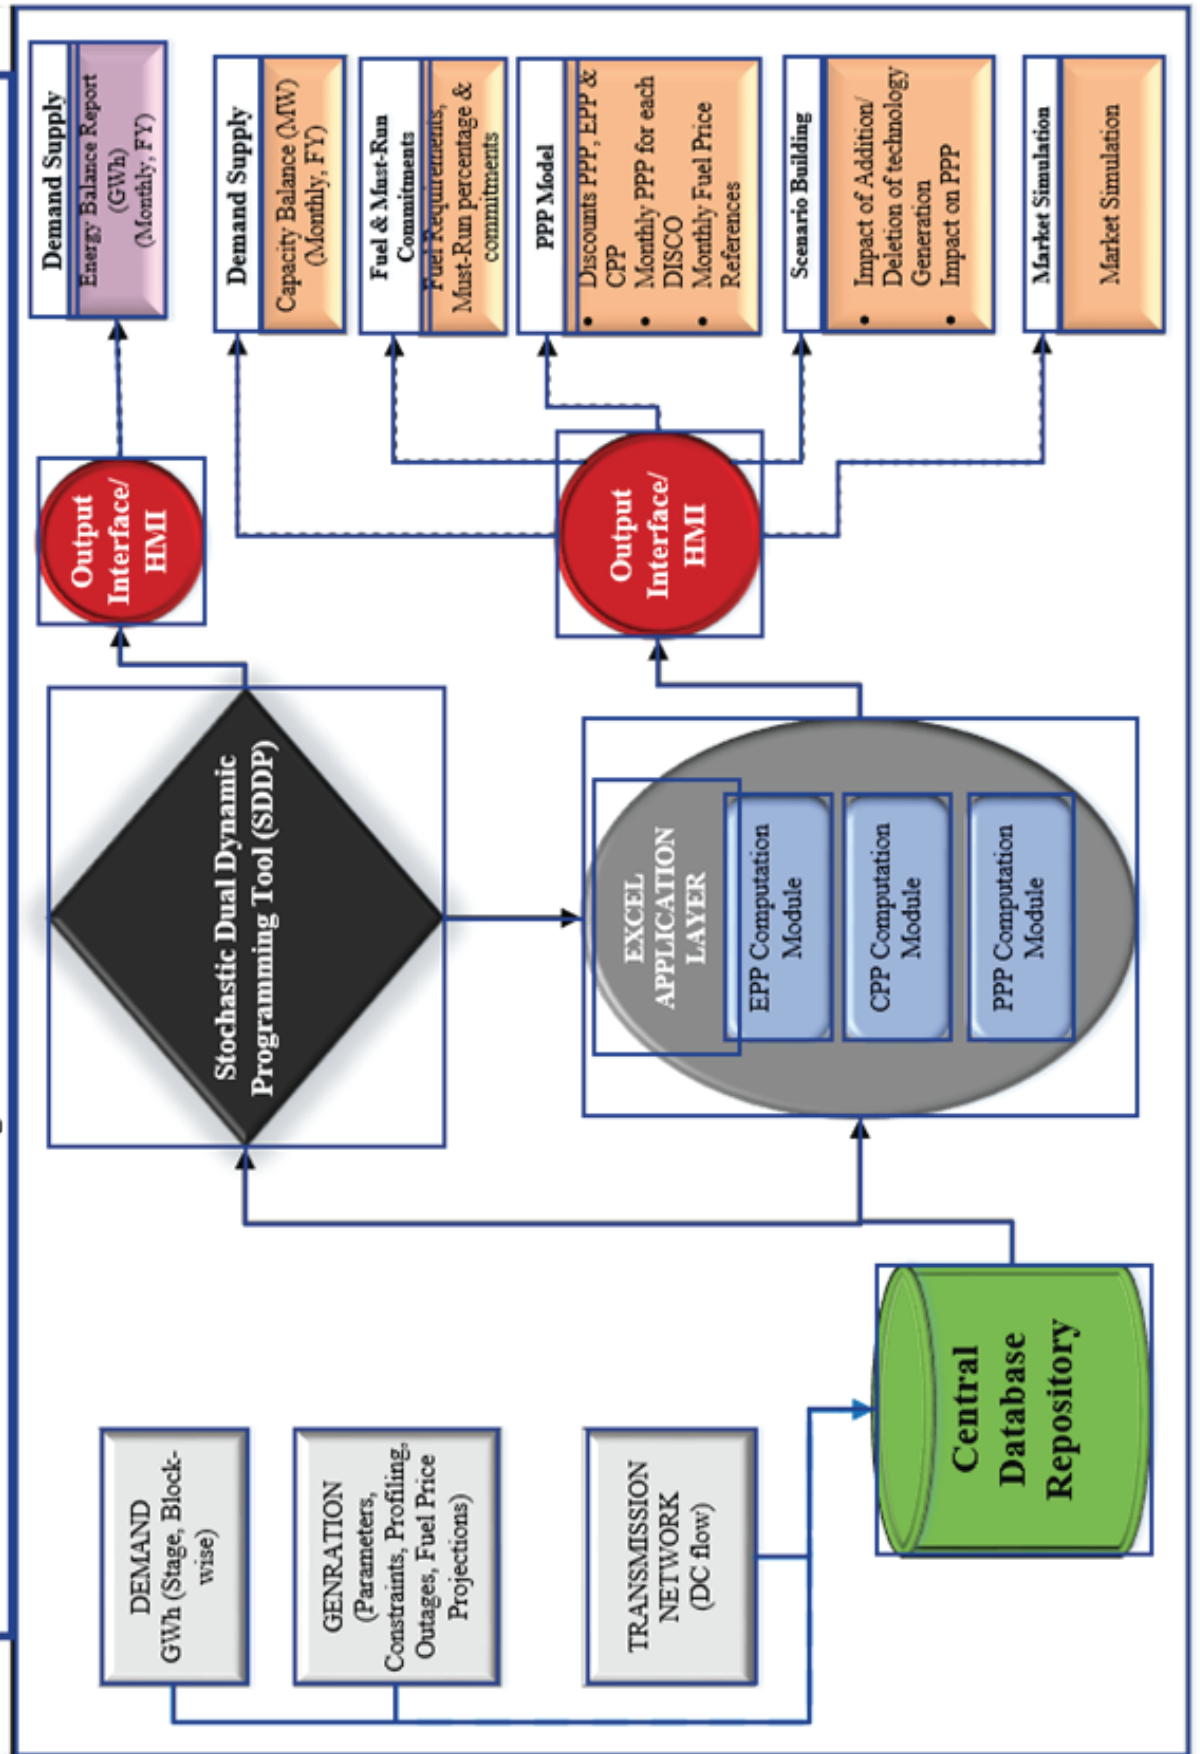 DEMAND
GWh (Stage, Block-
wise)
GENRATION
(Parameters,
Constraints, Profiling,
Outages, Fuel Price
Projections)
TRANSMISSION
NETWORK
(DC flow)
Central
Database
Repository
Stochastic Dual Dynamic
Programming Tool (SDDP)
EXCEL
APPLICATION
LAYER
EPP Computation
Module
CPP Computation
Module
PPP Computation
Module
Output
Interface/
HMI
Output
Interface/
HMI
Demand Supply
Energy Balance Report
(GWh)
(Monthly, FY)
Demand Supply
Capacity Balance (MW)
(Monthly, FY)
Fuel & Must-Run
Commitments
Fuel Requirements,
Must-Run percentage &
commitments
PPP Model
• Discounts PPP, EPP &
CPP
• Monthly PPP for each
DISCO
• Monthly Fuel Price
References
Scenario Building
• Impact of Addition/
Deletion of technology
Generation
• Impact on PPP
Market Simulation
Market Simulation